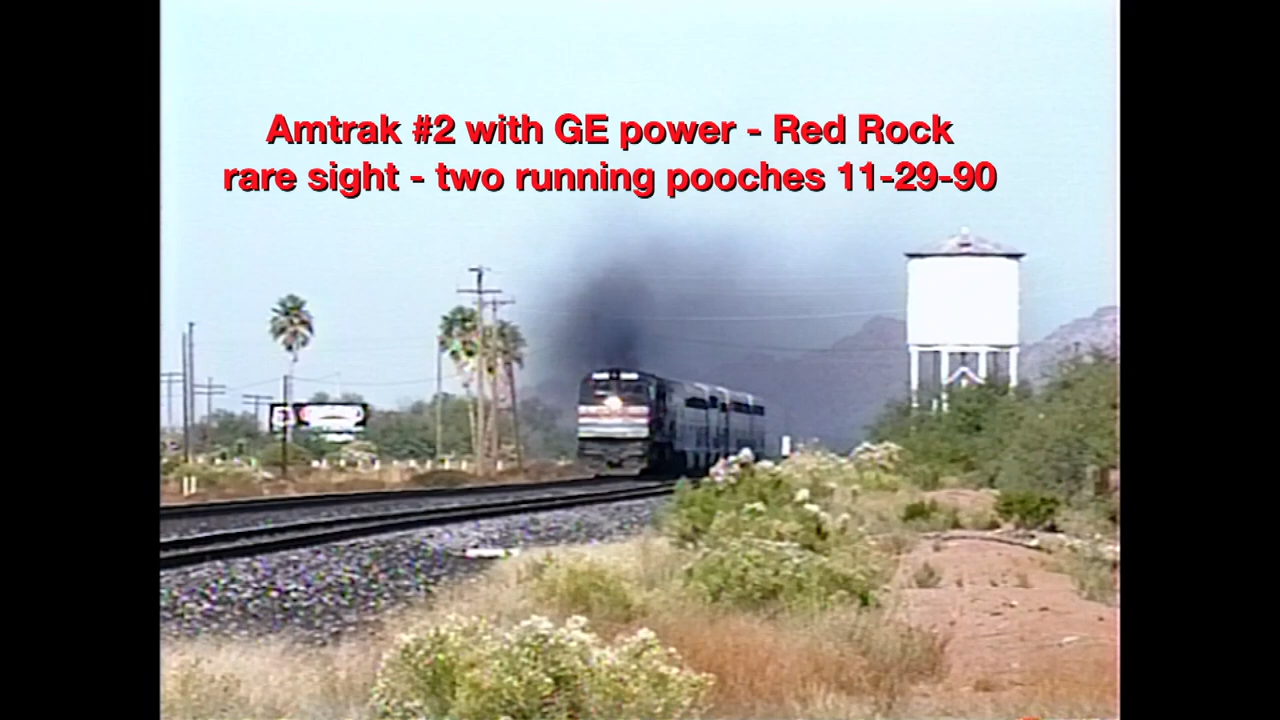 Amtrak #2 with GE power - Red Rock
rare sight - two running pooches 11-29-90